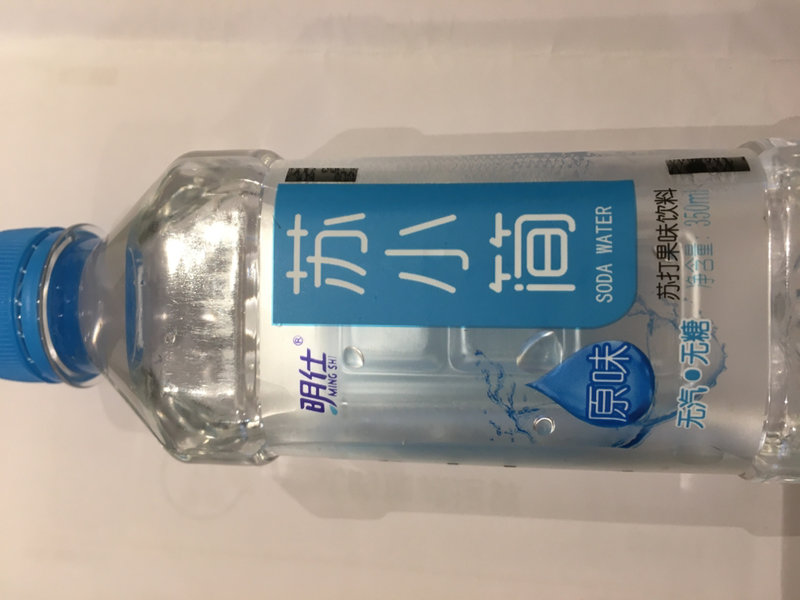 明仕®
MING SHI
苏小简
SODA WATER
原味
苏打果味饮料
净含量:350ml
无汽●无糖